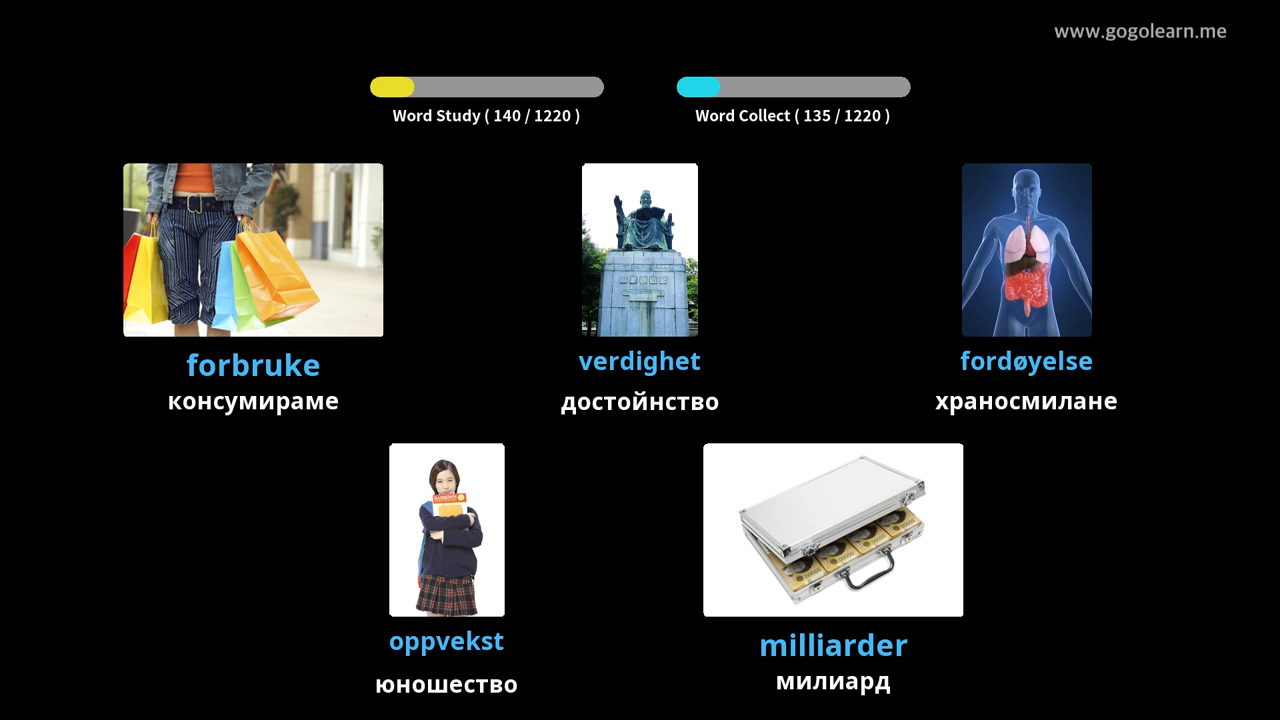 www.gogolearn.me
Word Study ( 140 / 1220 )
Word Collect ( 135 / 1220 )
forbruke
консумираме
verdighet
достойнство
fordøyelse
храносмилане
oppvekst
юношество
milliarder
милиард